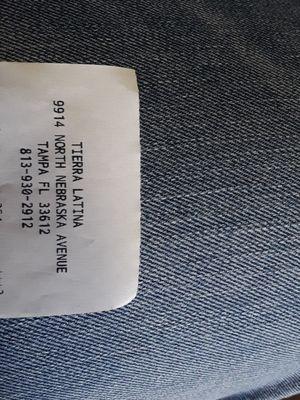 TIERRA LATINA
9914 NORTH NEBRASKA AVENUE
TAMPA FL 33612
813-930-2912